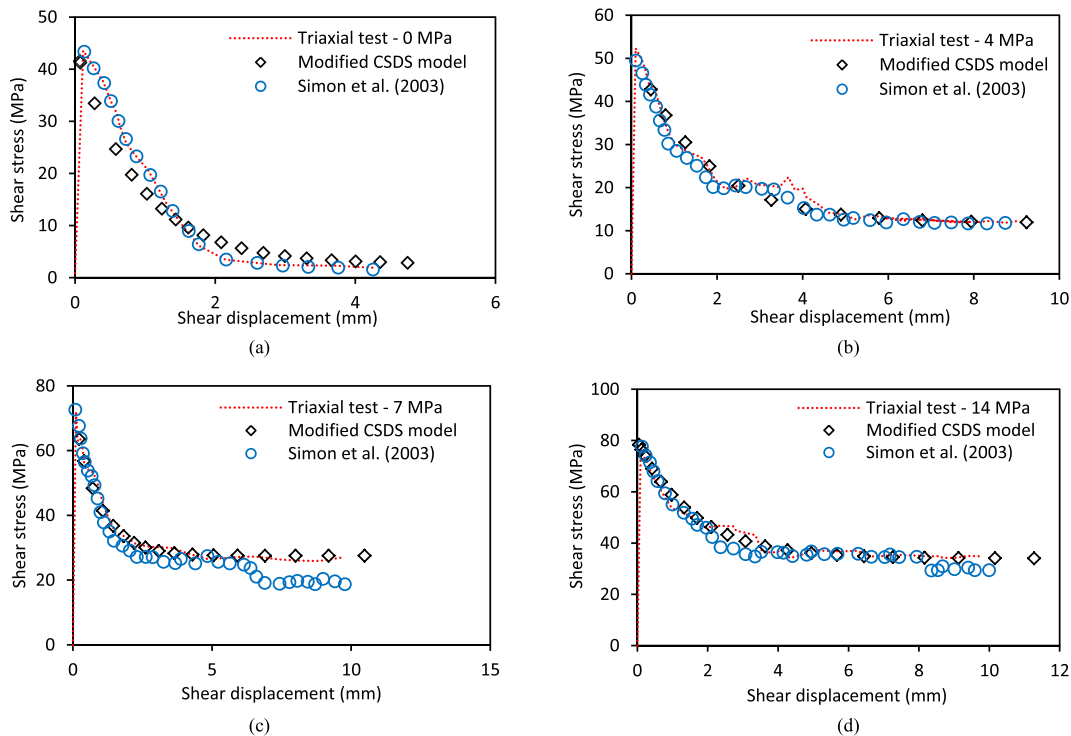 50
40
30
20
10
0
Shear stress (MPa)
Triaxial test - 0 MPa
Modified CSDS model
Simon et al. (2003)
0 2 4 6
Shear displacement (mm)
(a)
60
50
40
30
20
10
0
Shear stress (MPa)
Triaxial test - 4 MPa
Modified CSDS model
Simon et al. (2003)
0 2 4 6 8 10
Shear displacement (mm)
(b)
80
60
40
20
0
Shear stress (MPa)
Triaxial test - 7 MPa
Modified CSDS model
Simon et al. (2003)
0 5 10 15
Shear displacement (mm)
(c)
100
80
60
40
20
0
Shear stress (MPa)
Triaxial test - 14 MPa
Modified CSDS model
Simon et al. (2003)
0 2 4 6 8 10 12
Shear displacement (mm)
(d)